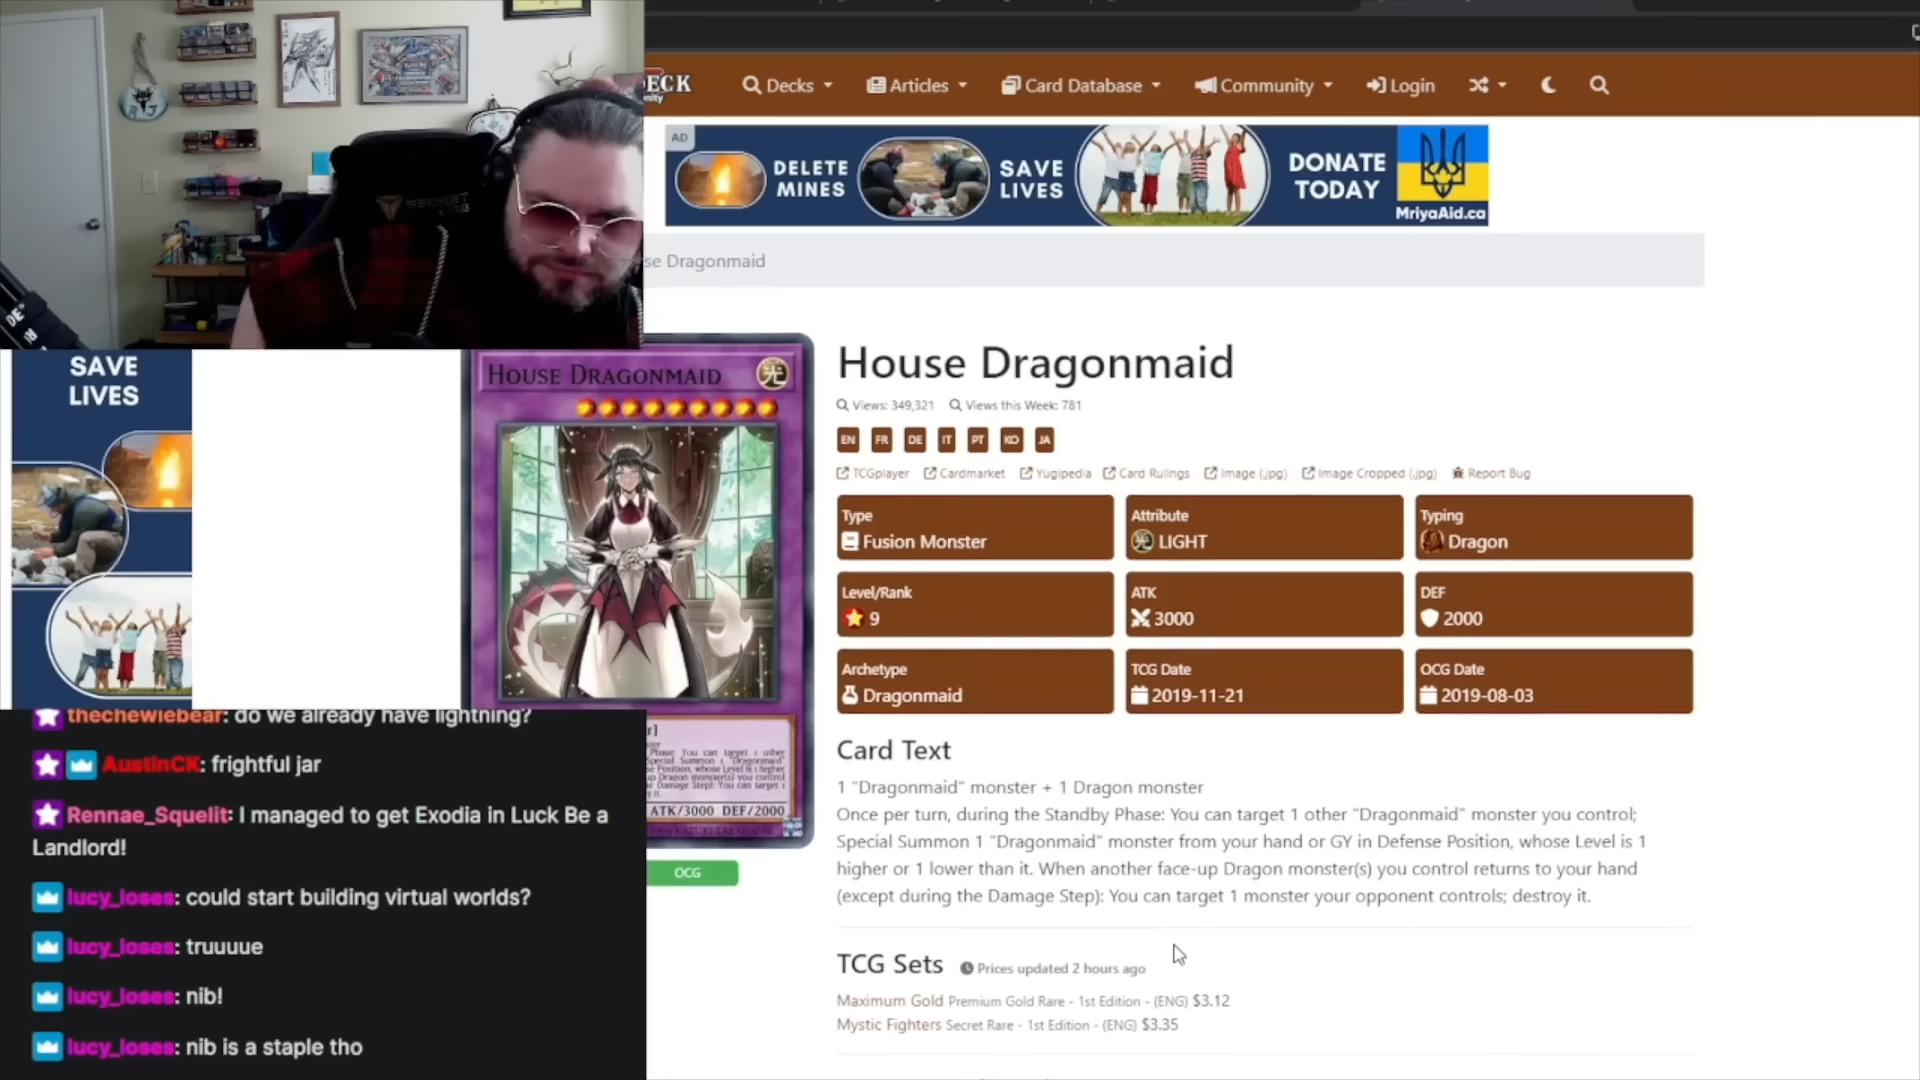 ECK
Decks
Articles
Card Database
Community
Login
AD
DELETE MINES
SAVE LIVES
DONATE TODAY
MriyaAid.ca
SECRET
se Dragonmaid
SAVE
LIVES
HOUSE DRAGONMAID
光
ATK/3000 DEF/2000
OCG
House Dragonmaid
Views: 349,321 Views this Week: 781
EN FR DE IT PT KO JA
TCGplayer Cardmarket Yugipedia Card Rulings Image (.jpg) Image Cropped (.jpg) Report Bug
Type
Fusion Monster
Attribute
光 LIGHT
Typing
Dragon
Level/Rank
9
ATK
3000
DEF
2000
Archetype
Dragonmaid
TCG Date
2019-11-21
OCG Date
2019-08-03
Card Text
1 "Dragonmaid" monster + 1 Dragon monster
Once per turn, during the Standby Phase: You can target 1 other "Dragonmaid" monster you control;
Special Summon 1 "Dragonmaid" monster from your hand or GY in Defense Position, whose Level is 1
higher or 1 lower than it. When another face-up Dragon monster(s) you control returns to your hand
(except during the Damage Step): You can target 1 monster your opponent controls; destroy it.
TCG Sets Prices updated 2 hours ago
Maximum Gold Premium Gold Rare - 1st Edition - (ENG) $3.12
Mystic Fighters Secret Rare - 1st Edition - (ENG) $3.35
thechewiebear: do we already have lightning?
AustinCK: frightful jar
Rennae_Squelit: I managed to get Exodia in Luck Be a
Landlord!
lucy_loses: could start building virtual worlds?
lucy_loses: truuuue
lucy_loses: nib!
lucy_loses: nib is a staple tho